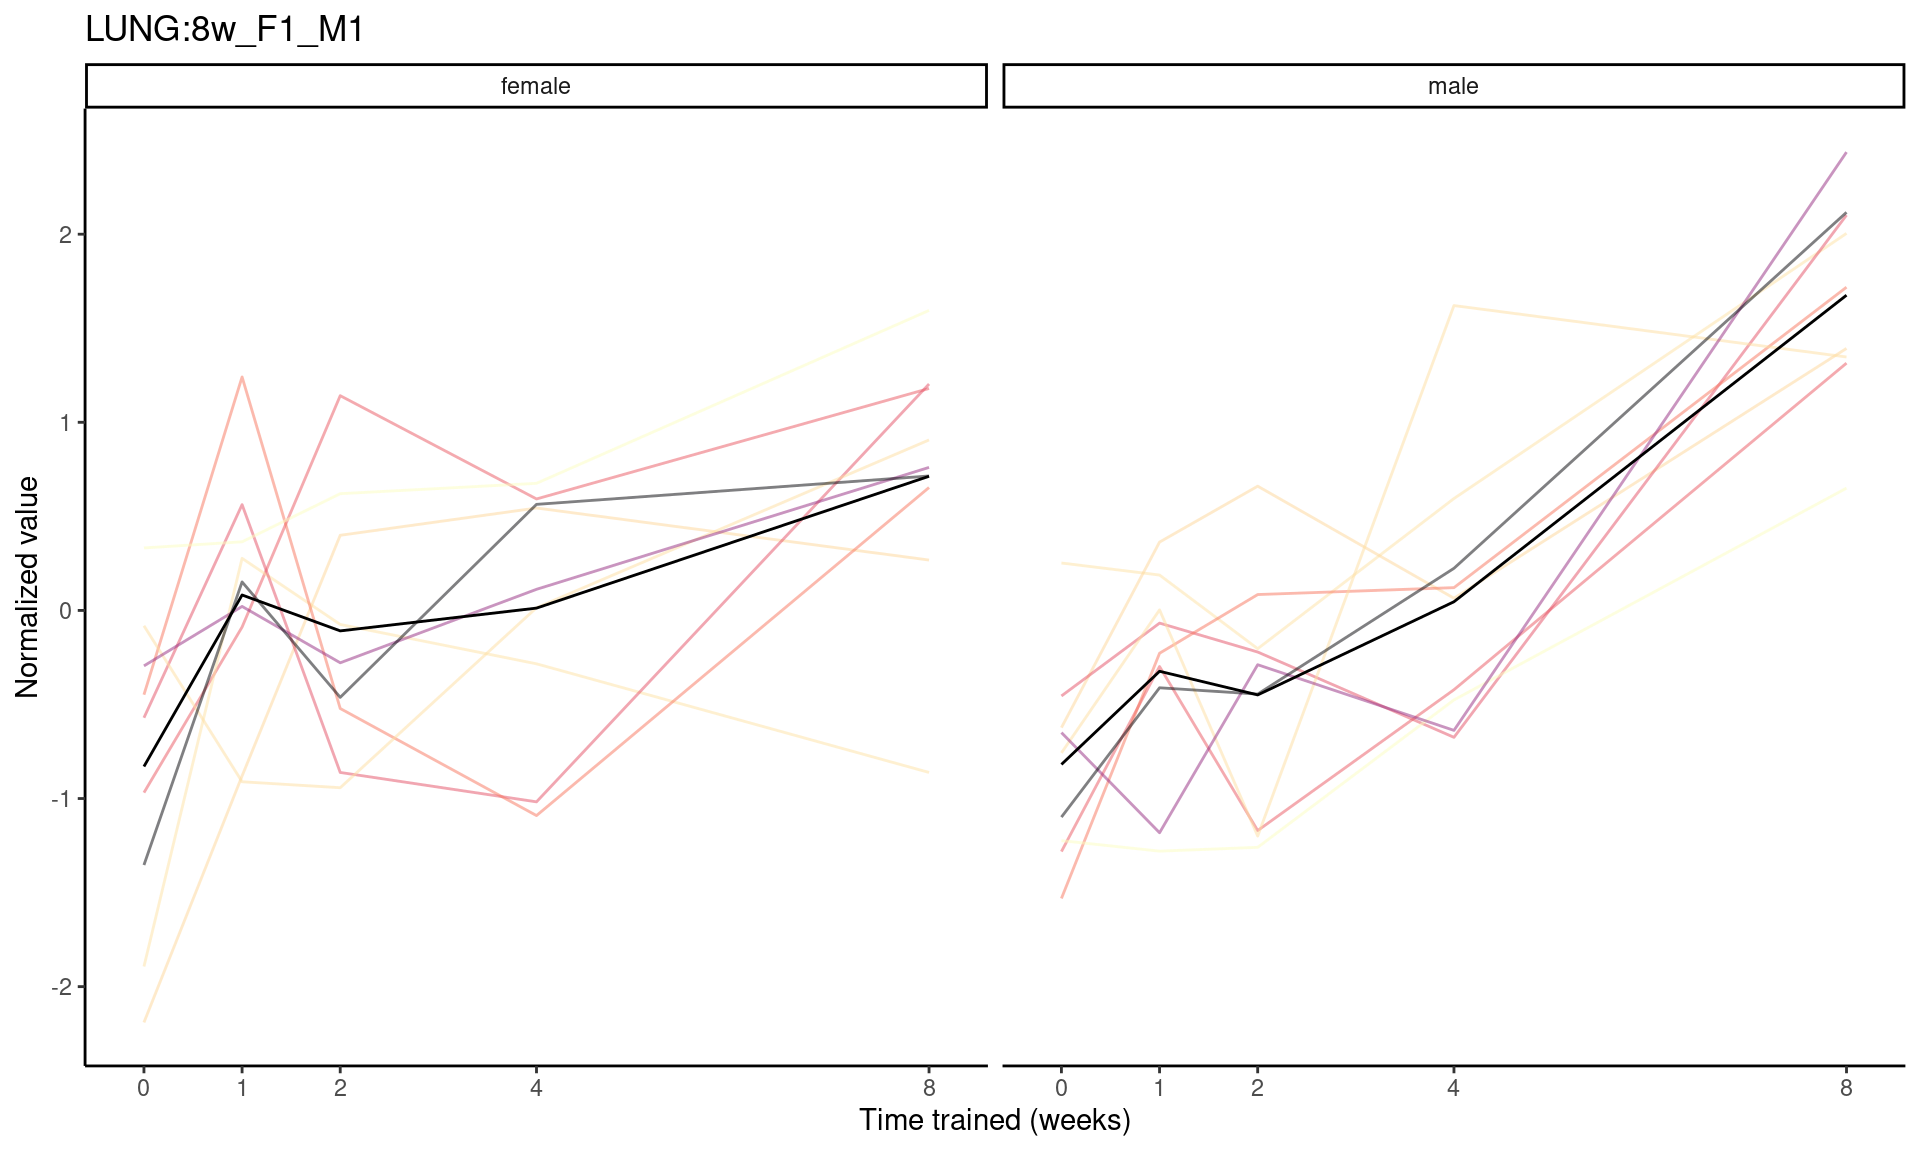 LUNG:8w_F1_M1
female male
Normalized value
2
1
0
-1
-2
0 1 2 4 8 0 1 2 4 8
Time trained (weeks)